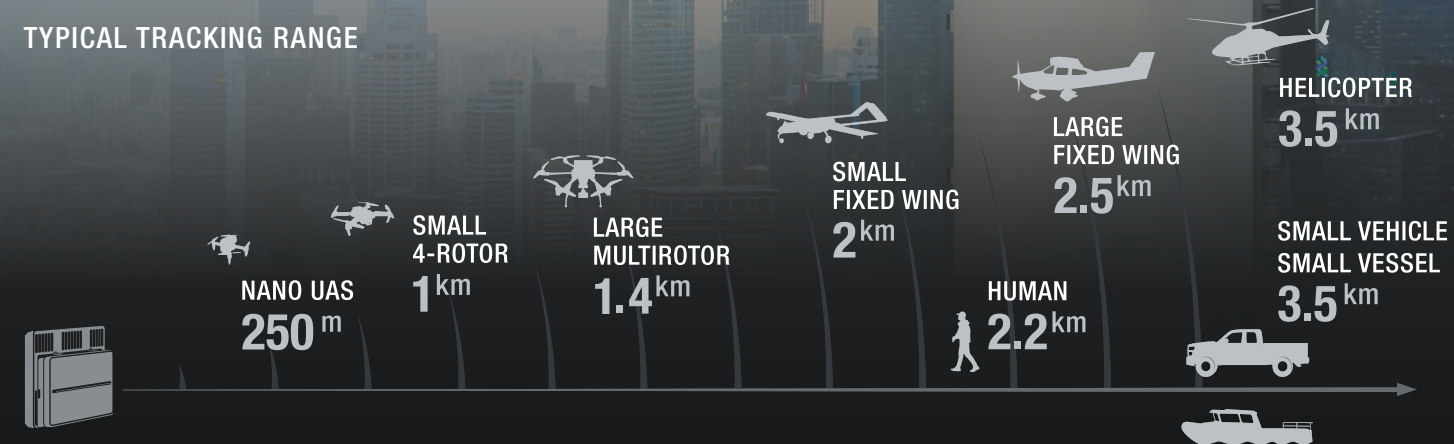 TYPICAL TRACKING RANGE
NANO UAS
250 m
SMALL
4-ROTOR
1 km
LARGE
MULTIROTOR
1.4 km
SMALL
FIXED WING
2 km
HUMAN
2.2 km
LARGE
FIXED WING
2.5 km
HELICOPTER
3.5 km
SMALL VEHICLE
SMALL VESSEL
3.5 km